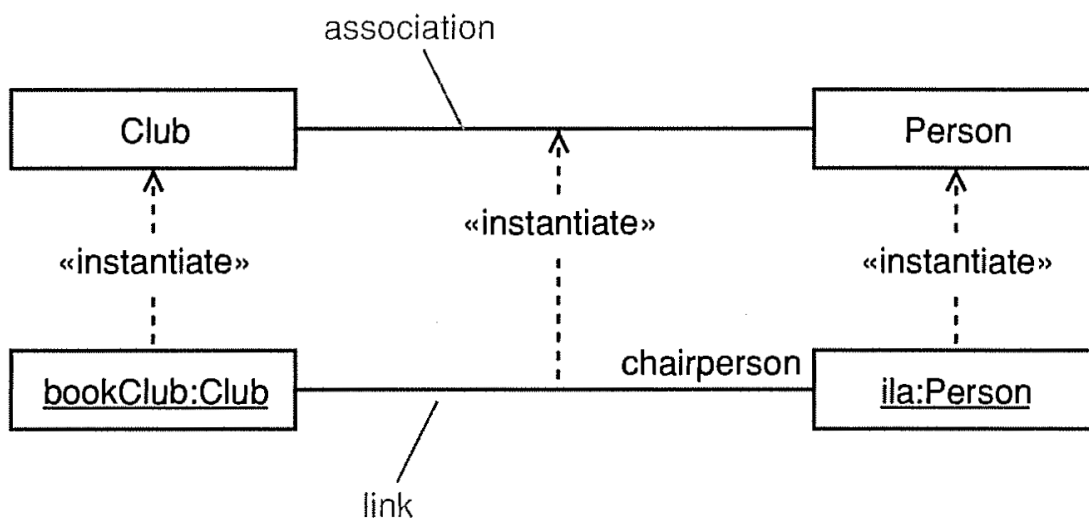 association
Club
Person
«instantiate»
«instantiate»
«instantiate»
chairperson
bookClub:Club
ila:Person
link